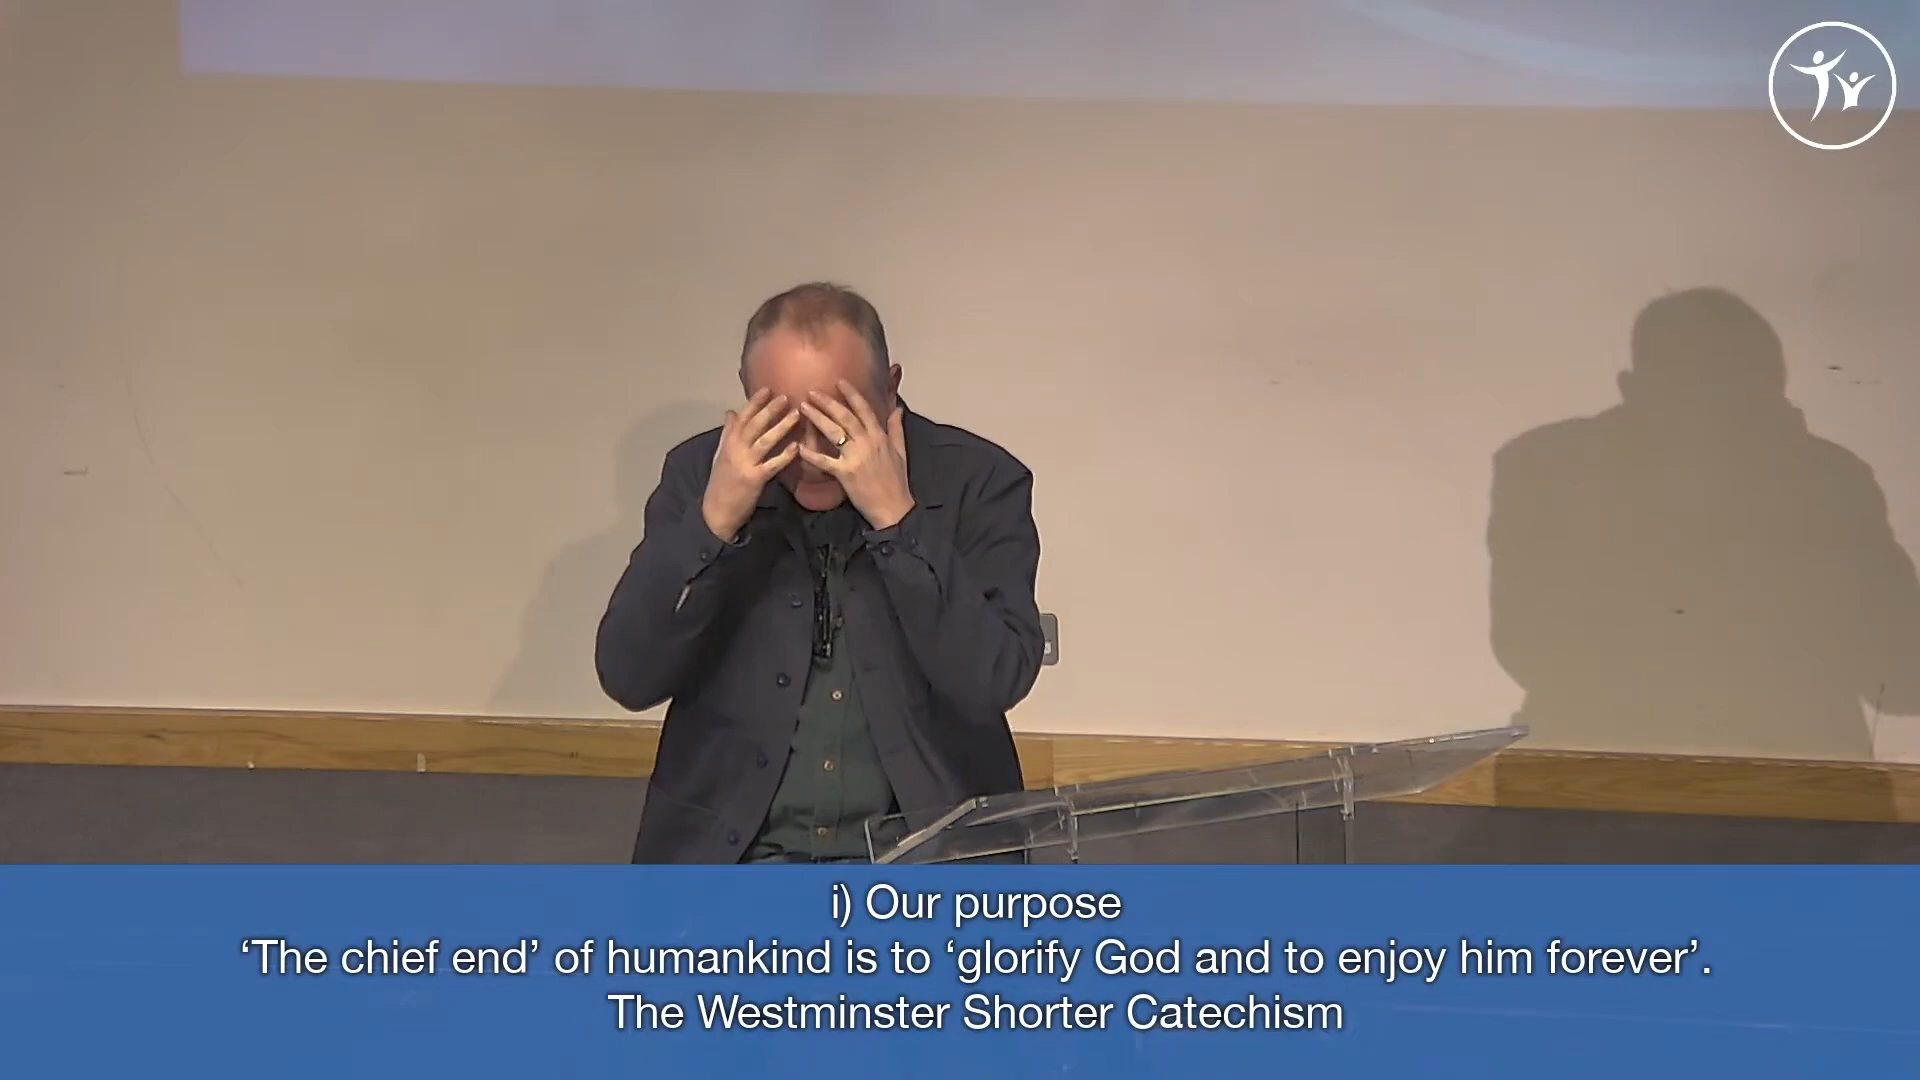 i) Our purpose
‘The chief end’ of humankind is to ‘glorify God and to enjoy him forever’.
The Westminster Shorter Catechism